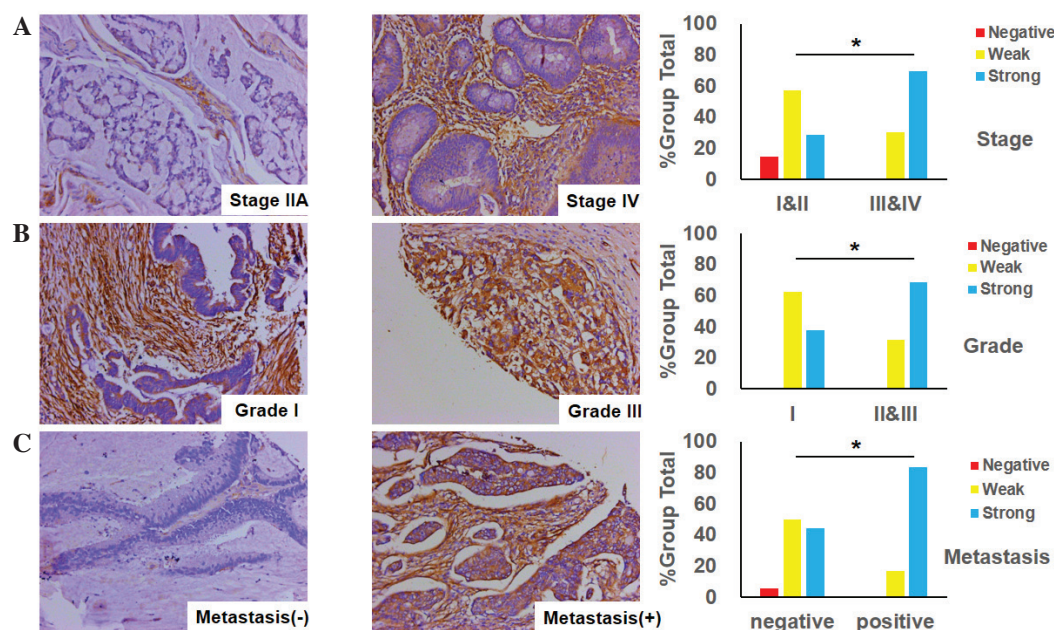 A
Stage IIA
Stage IV
%Group Total
100
80
60
40
20
0
*
Negative
Weak
Strong
Stage
I&II
III&IV
B
Grade I
Grade III
%Group Total
100
80
60
40
20
0
*
Negative
Weak
Strong
Grade
I
II&III
C
Metastasis(-)
Metastasis(+)
%Group Total
100
80
60
40
20
0
*
Negative
Weak
Strong
Metastasis
negative
positive